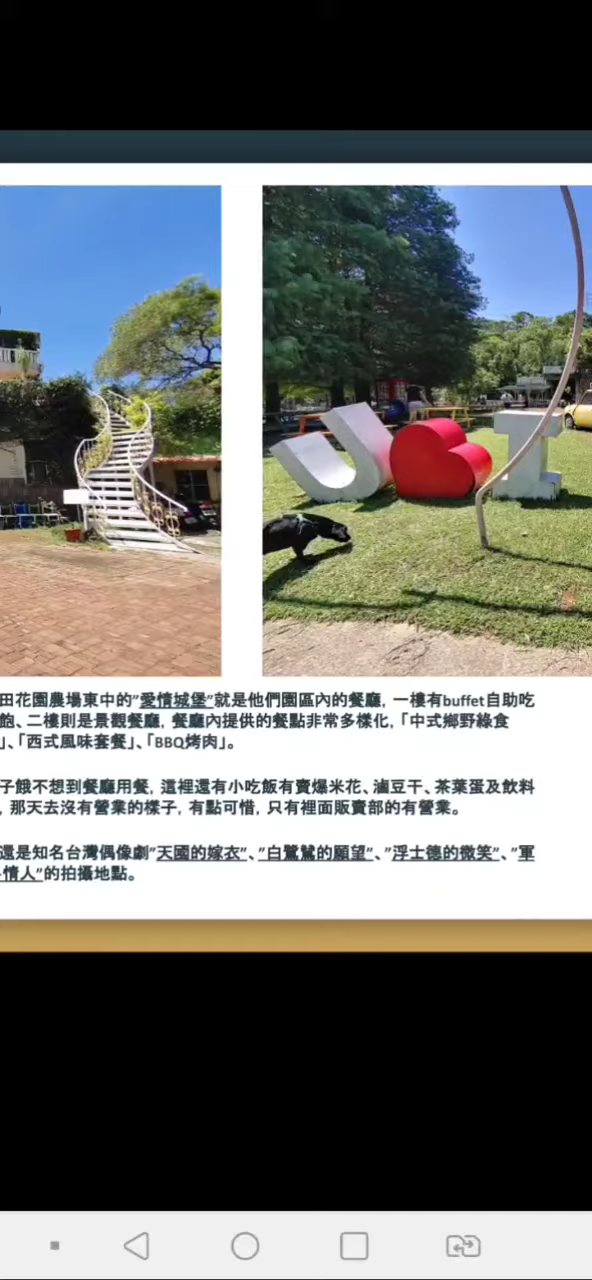 U I
田花園農場東中的"愛情城堡"就是他們園區內的餐廳, 一樓有buffet自助吃
飽、二樓則是景觀餐廳, 餐廳內提供的餐點非常多樣化,「中式鄉野綠食
」、「西式風味套餐」、「BBQ烤肉」。
子餓不想到餐廳用餐, 這裡還有小吃飯有賣爆米花、滷豆干、茶葉蛋及飲料
, 那天去沒有營業的樣子, 有點可惜, 只有裡面販賣部的有營業。
還是知名台灣偶像劇"天國的嫁衣"、"白鷺鷥的願望"、"浮士德的微笑"、"軍
情人"的拍攝地點。